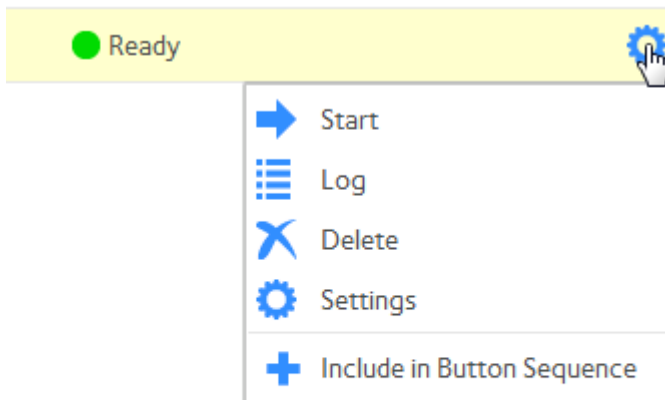 Ready
Start
Log
Delete
Settings
Include in Button Sequence